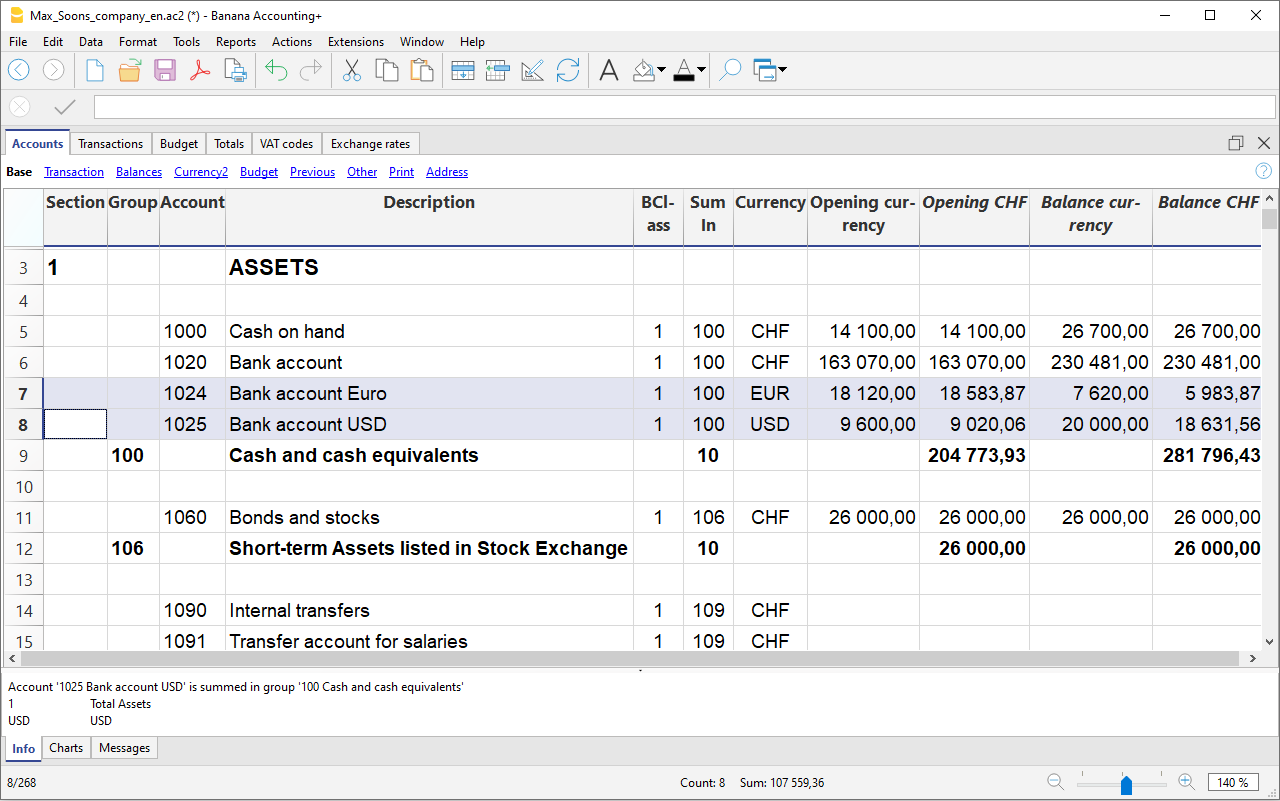 Max_Soons_company_en.ac2 (*) - Banana Accounting+
File Edit Data Format Tools Reports Actions Extensions Window Help
Accounts Transactions Budget Totals VAT codes Exchange rates
Base Transaction Balances Currency2 Budget Previous Other Print Address
Section Group Account Description BCl- Sum Currency Opening cur- Opening CHF Balance cur- Balance CHF
ass In rency rency
3 1 ASSETS
4
5 1000 Cash on hand 1 100 CHF 14 100,00 14 100,00 26 700,00 26 700,00
6 1020 Bank account 1 100 CHF 163 070,00 163 070,00 230 481,00 230 481,00
7 1024 Bank account Euro 1 100 EUR 18 120,00 18 583,87 7 620,00 5 983,87
8 1025 Bank account USD 1 100 USD 9 600,00 9 020,06 20 000,00 18 631,56
9 100 Cash and cash equivalents 10 204 773,93 281 796,43
10
11 1060 Bonds and stocks 1 106 CHF 26 000,00 26 000,00 26 000,00 26 000,00
12 106 Short-term Assets listed in Stock Exchange 10 26 000,00 26 000,00
13
14 1090 Internal transfers 1 109 CHF
15 1091 Transfer account for salaries 1 109 CHF
Account '1025 Bank account USD' is summed in group '100 Cash and cash equivalents'
1 Total Assets
USD USD
Info Charts Messages
8/268 Count: 8 Sum: 107 559,36 140 %